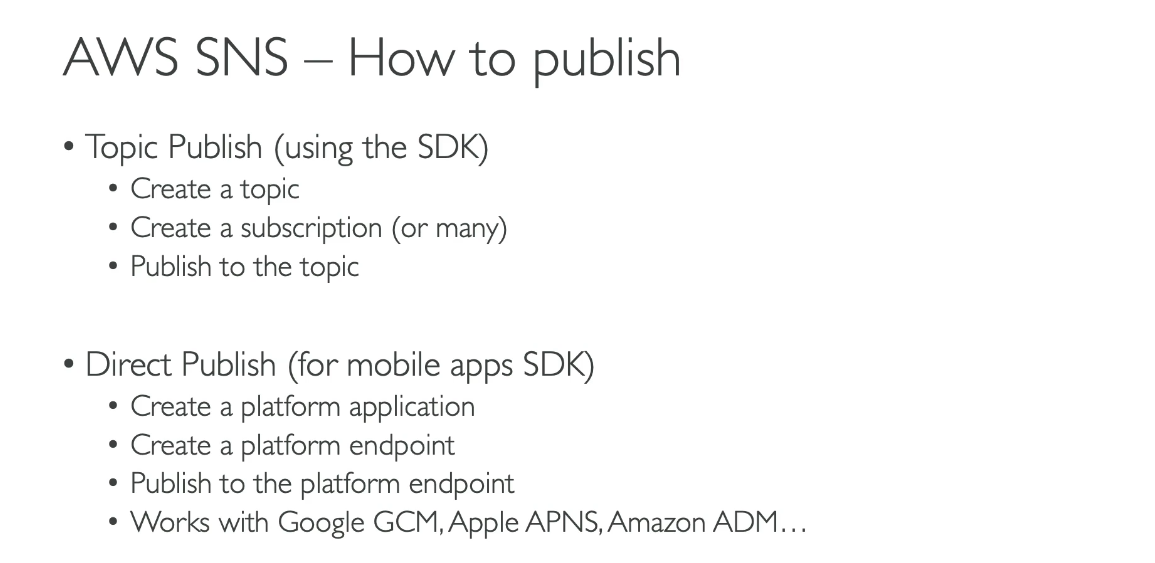 AWS SNS – How to publish
• Topic Publish (using the SDK)
• Create a topic
• Create a subscription (or many)
• Publish to the topic
• Direct Publish (for mobile apps SDK)
• Create a platform application
• Create a platform endpoint
• Publish to the platform endpoint
• Works with Google GCM, Apple APNS, Amazon ADM…